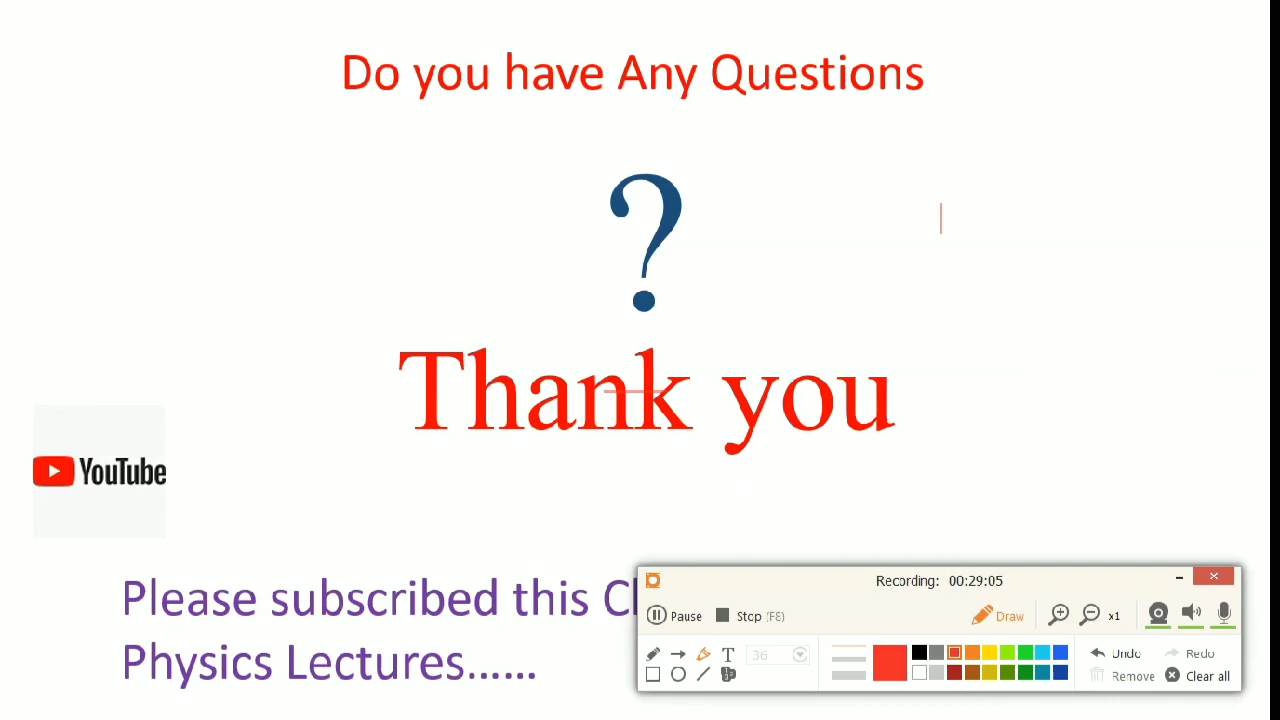 Do you have Any Questions
?
Thank you
YouTube
Please subscribed this
Physics Lectures......
Recording: 00:29:05
Pause Stop (F8) Draw x1
T 36 Undo Redo
Remove Clear all